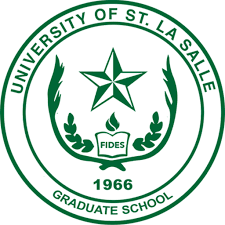 UNIVERSITY OF ST. LA SALLE
FIDES
1966
GRADUATE SCHOOL